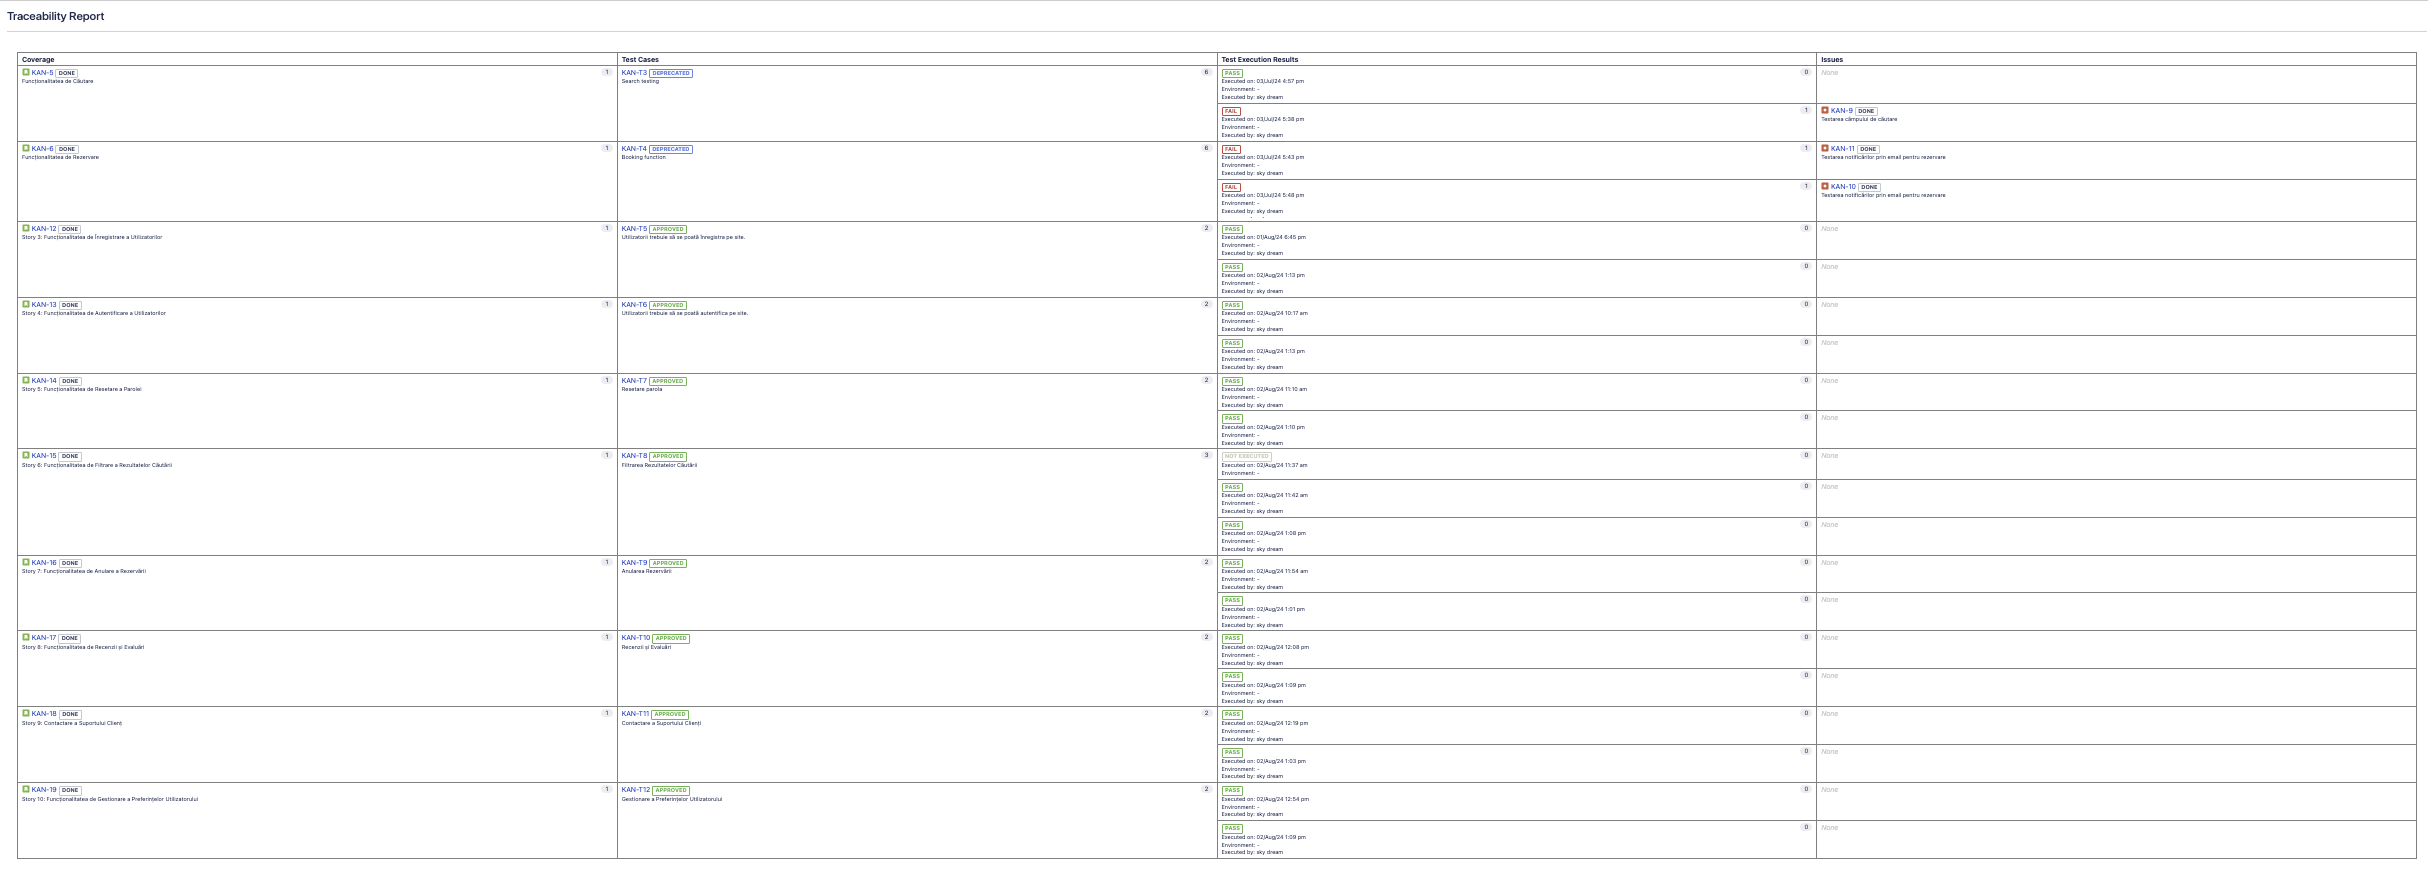 Traceability Report
Coverage Test Cases Test Execution Results Issues
KAN-5 DONE 1 KAN-T3 DEPRECATED 6 PASS 0 None
Funcționalitatea de Căutare Search testing Executed on: 03/Jul/24 4:57 pm
Environment: -
Executed by: sky dream
FAIL 1 KAN-9 DONE
Executed on: 03/Jul/24 5:38 pm Testarea câmpului de căutare
Environment: -
Executed by: sky dream
KAN-6 DONE 1 KAN-T4 DEPRECATED 6 FAIL 1 KAN-11 DONE
Funcționalitatea de Rezervare Booking function Executed on: 03/Jul/24 5:43 pm Testarea notificărilor prin email pentru rezervare
Environment: -
Executed by: sky dream
FAIL 1 KAN-10 DONE
Executed on: 03/Jul/24 5:48 pm Testarea notificărilor prin email pentru rezervare
Environment: -
Executed by: sky dream
KAN-12 DONE 1 KAN-T5 APPROVED 2 PASS 0 None
Story 3: Funcționalitatea de Înregistrare a Utilizatorilor Utilizatorii trebuie să se poată înregistra pe site. Executed on: 01/Aug/24 6:45 pm
Environment: -
Executed by: sky dream
PASS 0 None
Executed on: 02/Aug/24 1:13 pm
Environment: -
Executed by: sky dream
KAN-13 DONE 1 KAN-T6 APPROVED 2 PASS 0 None
Story 4: Funcționalitatea de Autentificare a Utilizatorilor Utilizatorii trebuie să se poată autentifica pe site. Executed on: 02/Aug/24 10:17 am
Environment: -
Executed by: sky dream
PASS 0 None
Executed on: 02/Aug/24 1:13 pm
Environment: -
Executed by: sky dream
KAN-14 DONE 1 KAN-T7 APPROVED 2 PASS 0 None
Story 5: Funcționalitatea de Resetare a Parolei Resetare parola Executed on: 02/Aug/24 11:10 am
Environment: -
Executed by: sky dream
PASS 0 None
Executed on: 02/Aug/24 1:10 pm
Environment: -
Executed by: sky dream
KAN-15 DONE 1 KAN-T8 APPROVED 3 NOT EXECUTED 0 None
Story 6: Funcționalitatea de Filtrare a Rezultatelor Căutării Filtrarea Rezultatelor Căutării Executed on: 02/Aug/24 11:37 am
Environment: -
PASS 0 None
Executed on: 02/Aug/24 11:42 am
Environment: -
Executed by: sky dream
PASS 0 None
Executed on: 02/Aug/24 1:08 pm
Environment: -
Executed by: sky dream
KAN-16 DONE 1 KAN-T9 APPROVED 2 PASS 0 None
Story 7: Funcționalitatea de Anulare a Rezervării Anularea Rezervării Executed on: 02/Aug/24 11:54 am
Environment: -
Executed by: sky dream
PASS 0 None
Executed on: 02/Aug/24 1:01 pm
Environment: -
Executed by: sky dream
KAN-17 DONE 1 KAN-T10 APPROVED 2 PASS 0 None
Story 8: Funcționalitatea de Recenzii și Evaluări Recenzii și Evaluări Executed on: 02/Aug/24 12:08 pm
Environment: -
Executed by: sky dream
PASS 0 None
Executed on: 02/Aug/24 1:09 pm
Environment: -
Executed by: sky dream
KAN-18 DONE 1 KAN-T11 APPROVED 2 PASS 0 None
Story 9: Contactare a Suportului Clienț Contactare a Suportului Clienți Executed on: 02/Aug/24 12:19 pm
Environment: -
Executed by: sky dream
PASS 0 None
Executed on: 02/Aug/24 1:03 pm
Environment: -
Executed by: sky dream
KAN-19 DONE 1 KAN-T12 APPROVED 2 PASS 0 None
Story 10: Funcționalitatea de Gestionare a Preferințelor Utilizatorului Gestionare a Preferințelor Utilizatorului Executed on: 02/Aug/24 12:54 pm
Environment: -
Executed by: sky dream
PASS 0 None
Executed on: 02/Aug/24 1:09 pm
Environment: -
Executed by: sky dream